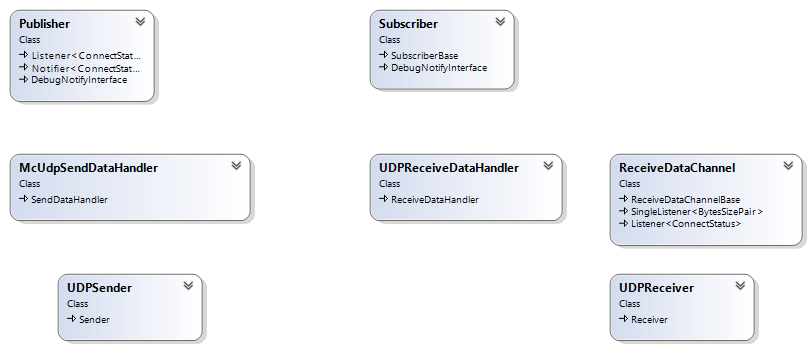 Publisher
Class
Listener<ConnectStat...
Notifier<ConnectStat...
DebugNotifyInterface
Subscriber
Class
SubscriberBase
DebugNotifyInterface
McUdpSendDataHandler
Class
SendDataHandler
UDPReceiveDataHandler
Class
ReceiveDataHandler
ReceiveDataChannel
Class
ReceiveDataChannelBase
SingleListener<BytesSizePair>
Listener<ConnectStatus>
UDPSender
Class
Sender
UDPReceiver
Class
Receiver